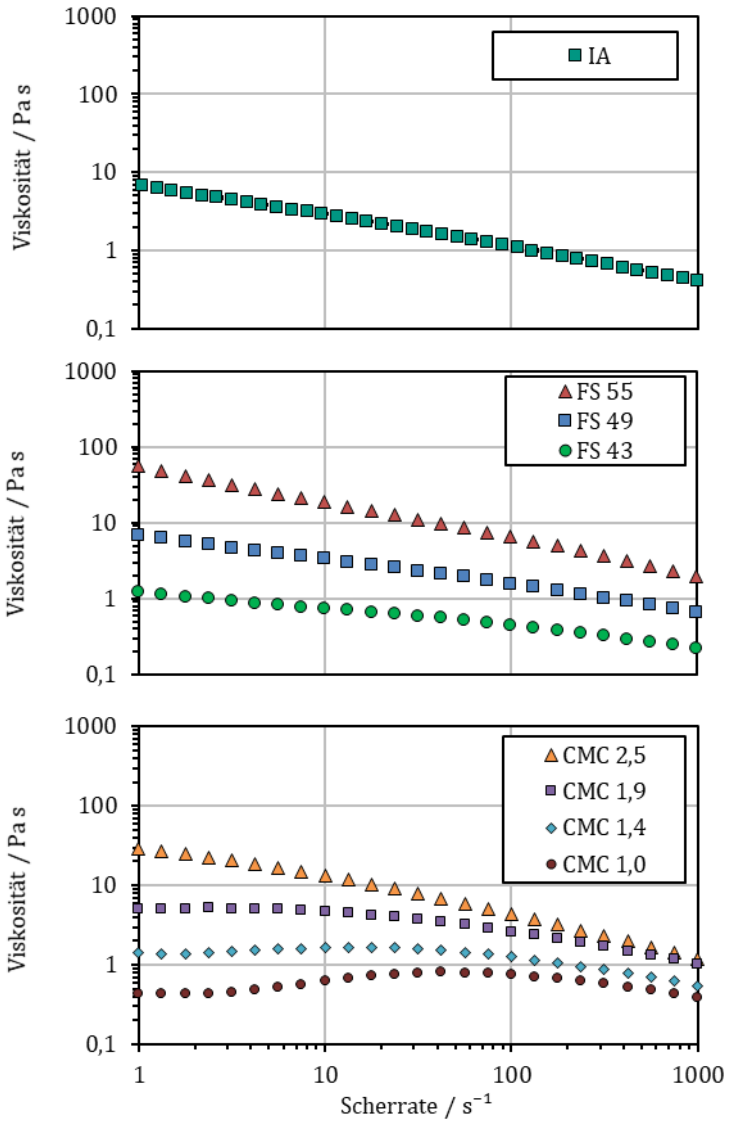 1000
100
10
1
0,1
Viskosität / Pa s
IA
1000
100
10
1
0,1
Viskosität / Pa s
FS 55
FS 49
FS 43
1000
100
10
1
0,1
Viskosität / Pa s
CMC 2,5
CMC 1,9
CMC 1,4
CMC 1,0
1 10 100 1000
Scherrate / s⁻¹